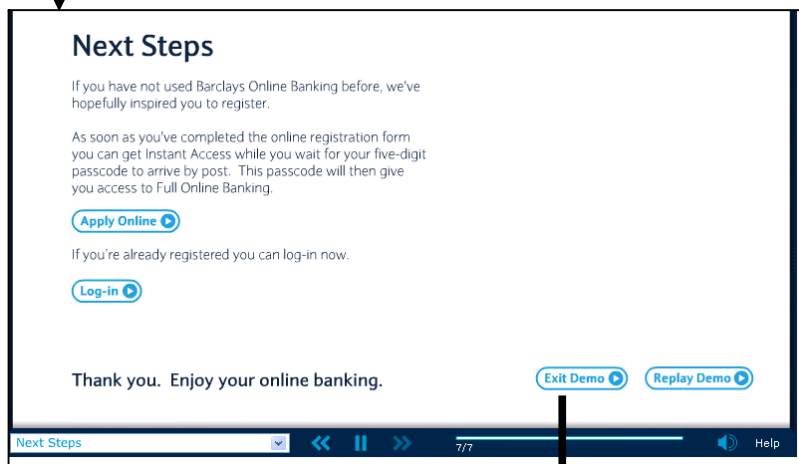 Next Steps
If you have not used Barclays Online Banking before, we've
hopefully inspired you to register.
As soon as you've completed the online registration form
you can get Instant Access while you wait for your five-digit
passcode to arrive by post.  This passcode will then give
you access to Full Online Banking.
Apply Online
If you're already registered you can log-in now.
Log-in
Thank you.  Enjoy your online banking.
Exit Demo
Replay Demo
Next Steps
7/7
Help